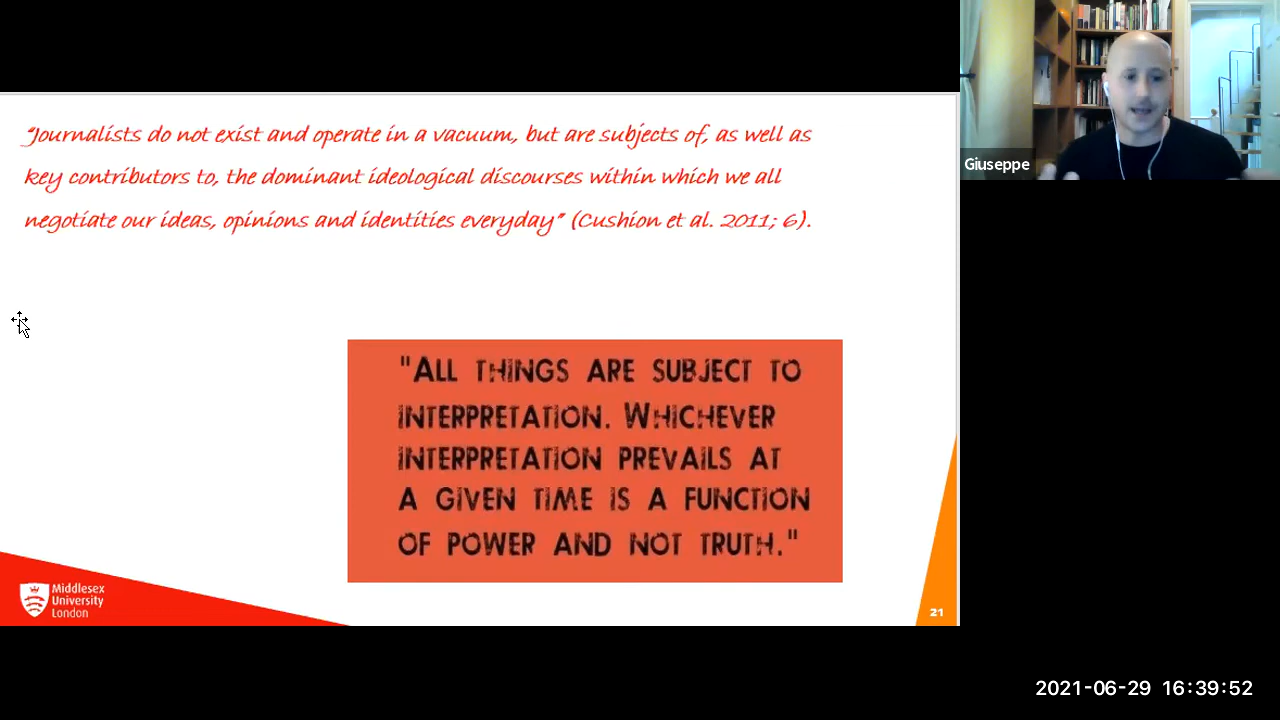 "Journalists do not exist and operate in a vacuum, but are subjects of, as well as
key contributors to, the dominant ideological discourses within which we all
negotiate our ideas, opinions and identities everyday" (Cushion et al. 2011; 6).
Giuseppe
"ALL THINGS ARE SUBJECT TO
INTERPRETATION. WHICHEVER
INTERPRETATION PREVAILS AT
A GIVEN TIME IS A FUNCTION
OF POWER AND NOT TRUTH."
Middlesex
University
London
21
2021-06-29 16:39:52